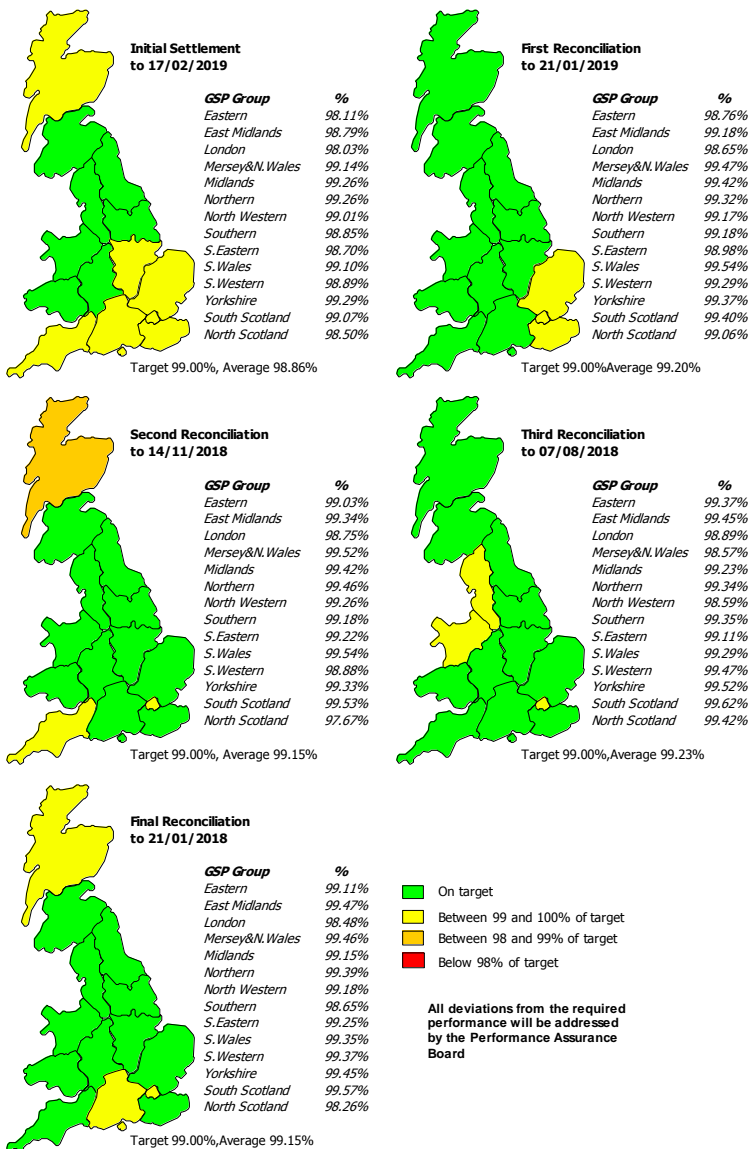 Initial Settlement
to 17/02/2019
GSP Group %
Eastern 98.11%
East Midlands 98.79%
London 98.03%
Mersey&N.Wales 99.14%
Midlands 99.26%
Northern 99.26%
North Western 99.01%
Southern 98.85%
S.Eastern 98.70%
S.Wales 99.10%
S.Western 98.89%
Yorkshire 99.29%
South Scotland 99.07%
North Scotland 98.50%
Target 99.00%, Average 98.86%
First Reconciliation
to 21/01/2019
GSP Group %
Eastern 98.76%
East Midlands 99.18%
London 98.65%
Mersey&N.Wales 99.47%
Midlands 99.42%
Northern 99.32%
North Western 99.17%
Southern 99.18%
S.Eastern 98.98%
S.Wales 99.54%
S.Western 99.29%
Yorkshire 99.37%
South Scotland 99.40%
North Scotland 99.06%
Target 99.00%Average 99.20%
Second Reconciliation
to 14/11/2018
GSP Group %
Eastern 99.03%
East Midlands 99.34%
London 98.75%
Mersey&N.Wales 99.52%
Midlands 99.42%
Northern 99.46%
North Western 99.26%
Southern 99.18%
S.Eastern 99.22%
S.Wales 99.54%
S.Western 98.88%
Yorkshire 99.33%
South Scotland 99.53%
North Scotland 97.67%
Target 99.00%, Average 99.15%
Third Reconciliation
to 07/08/2018
GSP Group %
Eastern 99.37%
East Midlands 99.45%
London 98.89%
Mersey&N.Wales 98.57%
Midlands 99.23%
Northern 99.34%
North Western 98.59%
Southern 99.35%
S.Eastern 99.11%
S.Wales 99.29%
S.Western 99.47%
Yorkshire 99.52%
South Scotland 99.62%
North Scotland 99.42%
Target 99.00%,Average 99.23%
Final Reconciliation
to 21/01/2018
GSP Group %
Eastern 99.11%
East Midlands 99.47%
London 98.48%
Mersey&N.Wales 99.46%
Midlands 99.15%
Northern 99.39%
North Western 99.18%
Southern 98.65%
S.Eastern 99.25%
S.Wales 99.35%
S.Western 99.37%
Yorkshire 99.45%
South Scotland 99.57%
North Scotland 98.26%
Target 99.00%,Average 99.15%
On target
Between 99 and 100% of target
Between 98 and 99% of target
Below 98% of target
All deviations from the required
performance will be addressed
by the Performance Assurance
Board